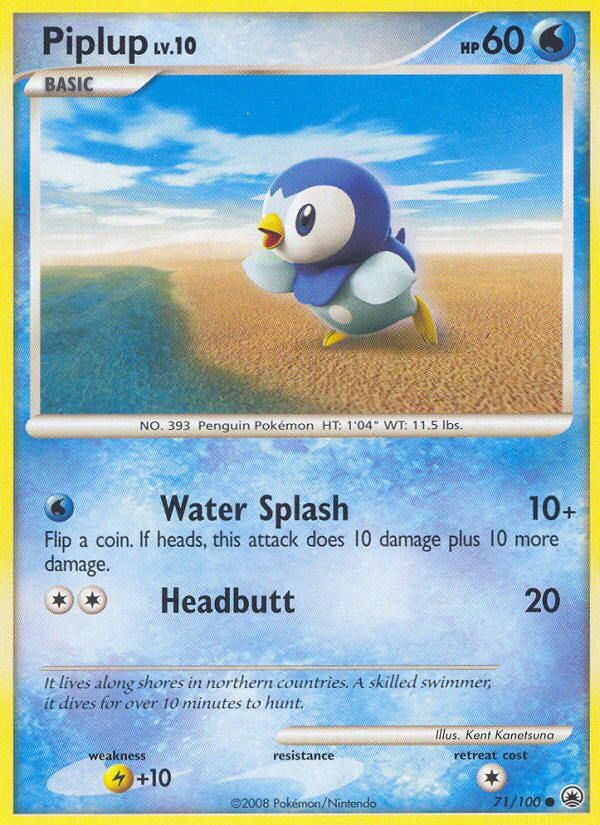 Piplup LV.10 HP 60
BASIC
NO. 393 Penguin Pokémon HT: 1'04" WT: 11.5 lbs.
Water Splash 10+
Flip a coin. If heads, this attack does 10 damage plus 10 more
damage.
Headbutt 20
It lives along shores in northern countries. A skilled swimmer,
it dives for over 10 minutes to hunt.
Illus. Kent Kanetsuna
weakness resistance retreat cost
+10
©2008 Pokémon/Nintendo 71/100